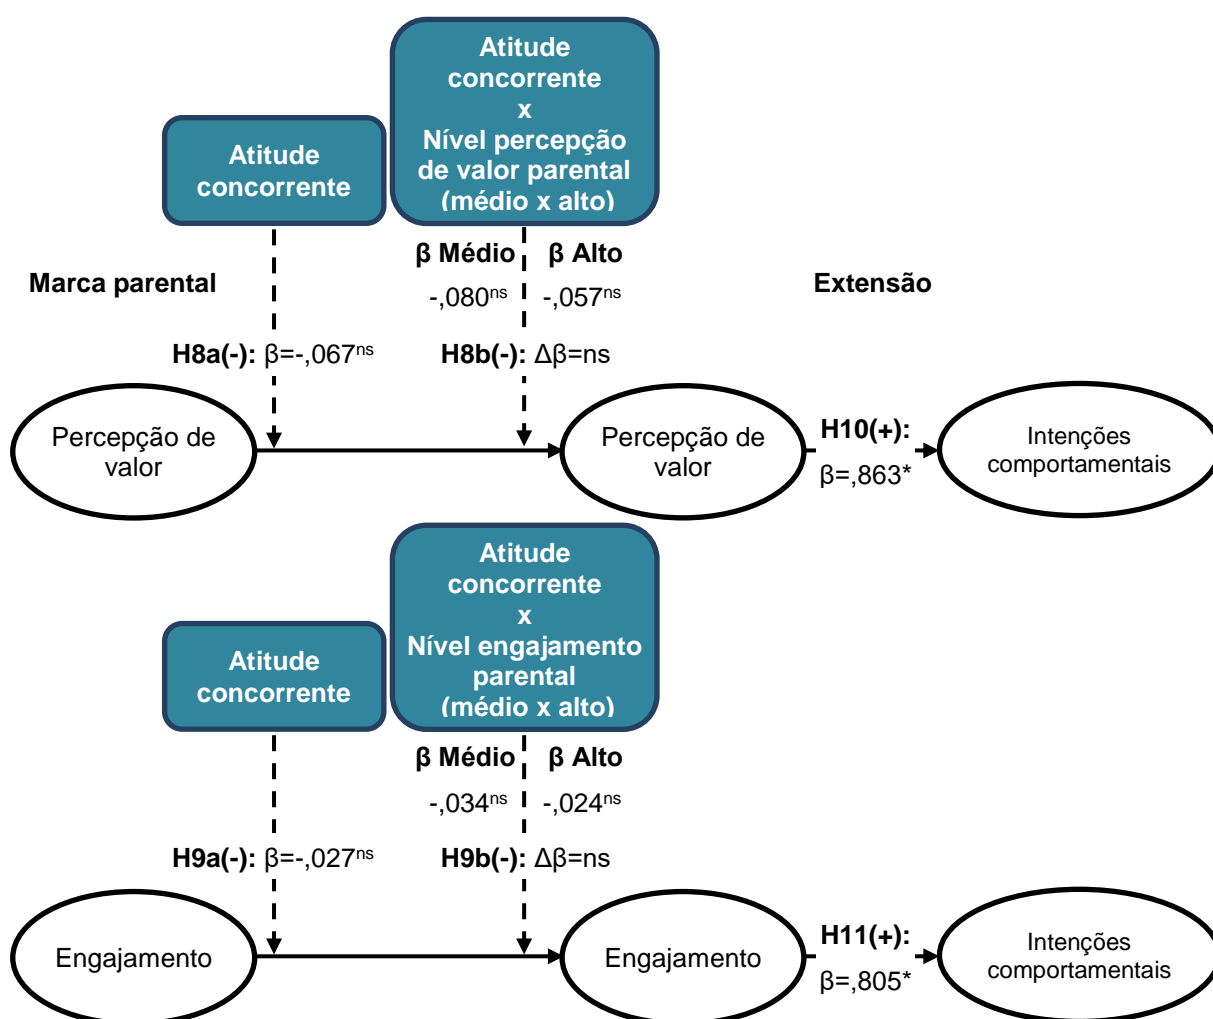 Atitude
concorrente
x
Nível percepção
de valor parental
(médio x alto)
Atitude
concorrente
β Médio β Alto
Marca parental
-,080ns -,057ns
Extensão
H8a(-): β=-,067ns
H8b(-): Δβ=ns
Percepção de
valor
Percepção de
valor
H10(+):
β=,863*
Intenções
comportamentais
Atitude
concorrente
x
Nível engajamento
parental
(médio x alto)
Atitude
concorrente
β Médio β Alto
-,034ns -,024ns
H9a(-): β=-,027ns
H9b(-): Δβ=ns
Engajamento
Engajamento
H11(+):
β=,805*
Intenções
comportamentais